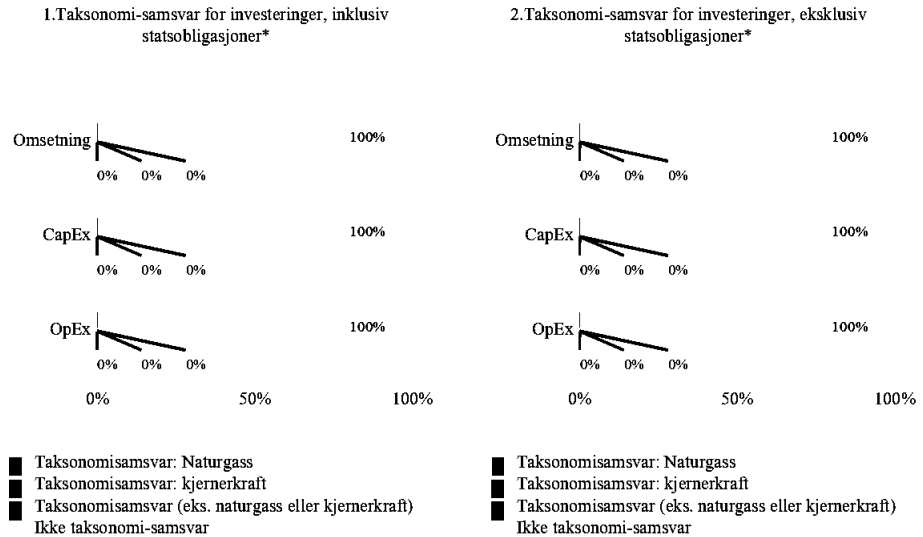 1.Taksonomi-samsvar for investeringer, inklusiv
statsobligasjoner*
Omsetning
100%
0% 0% 0%
CapEx
100%
0% 0% 0%
OpEx
100%
0% 0% 0%
0% 50% 100%
Taksonomisamsvar: Naturgass
Taksonomisamsvar: kjernerkraft
Taksonomisamsvar (eks. naturgass eller kjernerkraft)
Ikke taksonomi-samsvar
2.Taksonomi-samsvar for investeringer, eksklusiv
statsobligasjoner*
Omsetning
100%
0% 0% 0%
CapEx
100%
0% 0% 0%
OpEx
100%
0% 0% 0%
0% 50% 100%
Taksonomisamsvar: Naturgass
Taksonomisamsvar: kjernerkraft
Taksonomisamsvar (eks. naturgass eller kjernerkraft)
Ikke taksonomi-samsvar